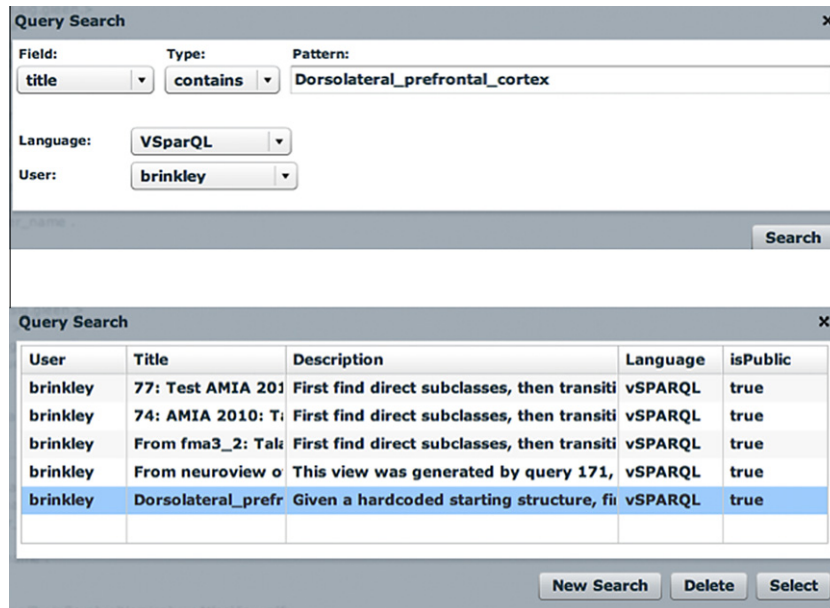 Query Search x
Field: Type: Pattern:
title contains Dorsolateral_prefrontal_cortex
Language: VSparQL
User: brinkley
Search
Query Search x
User Title Description Language isPublic
brinkley 77: Test AMIA 201 First find direct subclasses, then transiti vSPARQL true
brinkley 74: AMIA 2010: Ta First find direct subclasses, then transiti vSPARQL true
brinkley From fma3_2: Tala First find direct subclasses, then transiti vSPARQL true
brinkley From neuroview o This view was generated by query 171, vSPARQL true
brinkley Dorsolateral_prefr Given a hardcoded starting structure, fi vSPARQL true
New Search Delete Select